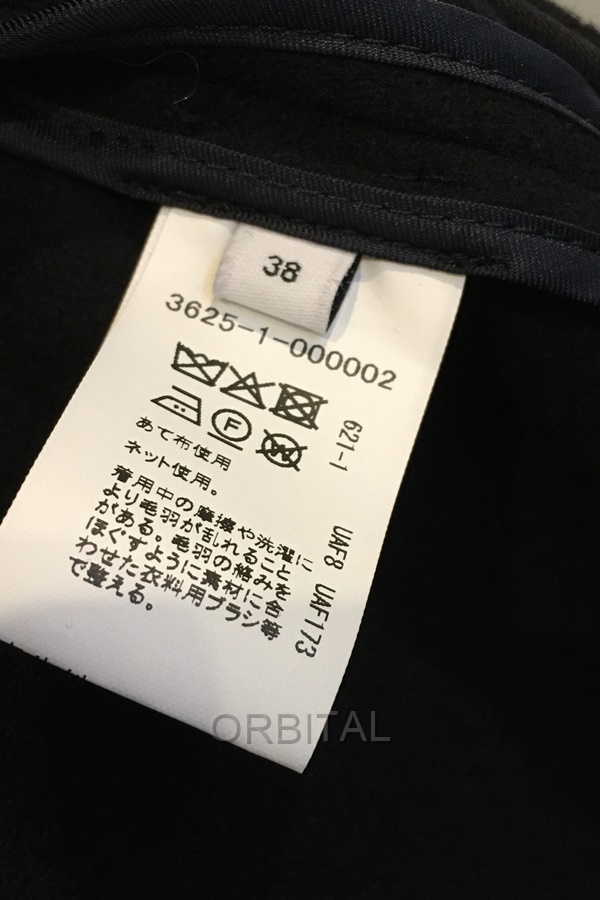 38
3625-1-000002
F
W
あて布使用
ネット使用。
着用中の摩擦や洗濯に
より毛羽が乱れること
がある。毛羽の絡みを
ほぐすように素材に合
わせた衣料用ブラシ等
で整える。
621-1 UAF8 UAF173
ORBITAL